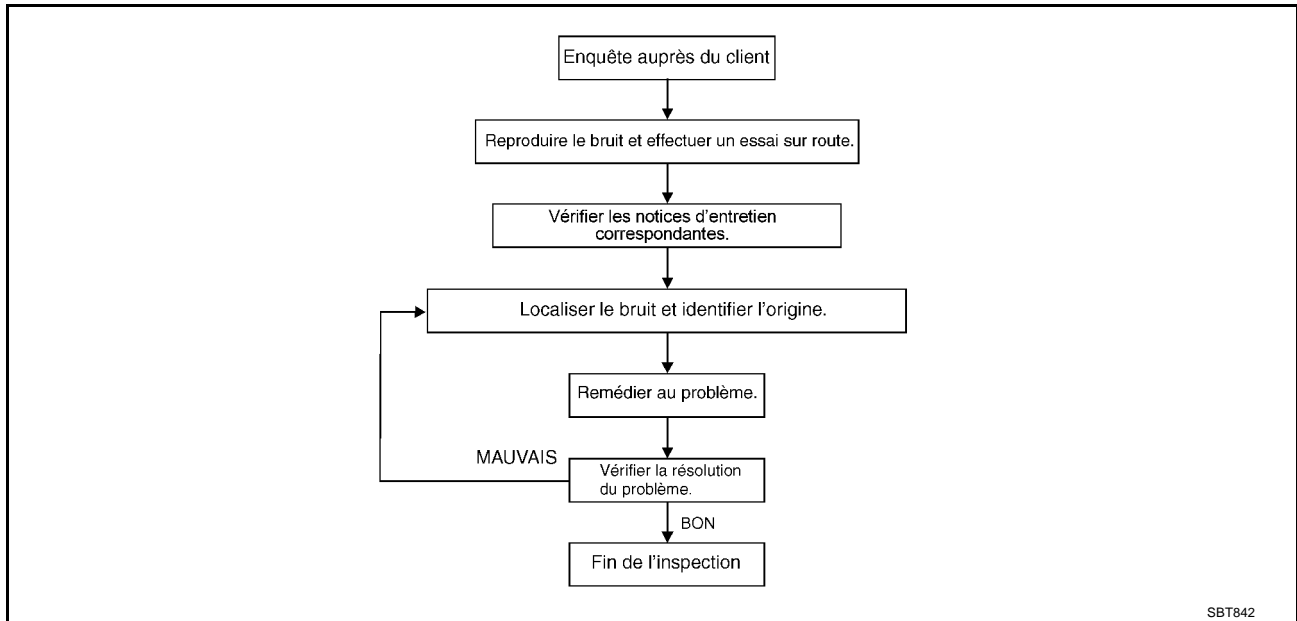 Enquête auprès du client
Reproduire le bruit et effectuer un essai sur route.
Vérifier les notices d'entretien
correspondantes.
Localiser le bruit et identifier l'origine.
Remédier au problème.
MAUVAIS
Vérifier la résolution
du problème.
BON
Fin de l'inspection
SBT842